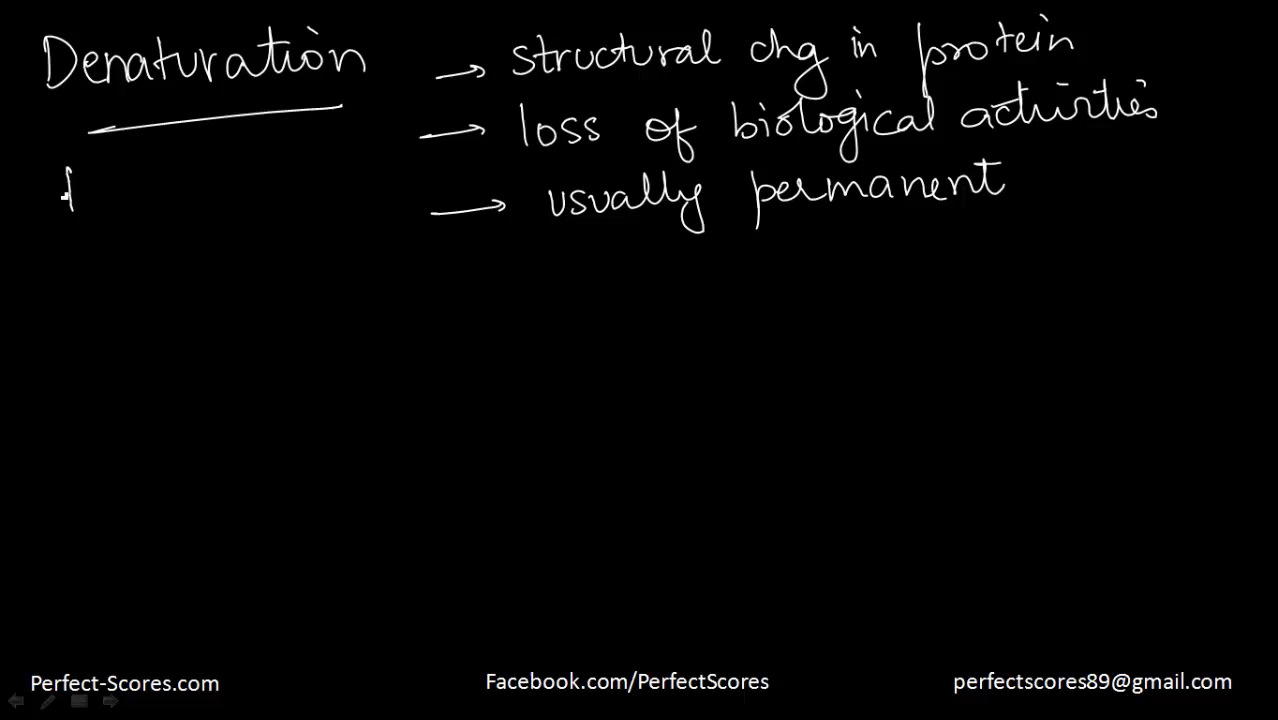 Denaturation → structural chg in protein
→ loss of biological activities
→ usually permanent
Perfect-Scores.com Facebook.com/PerfectScores perfectscores89@gmail.com